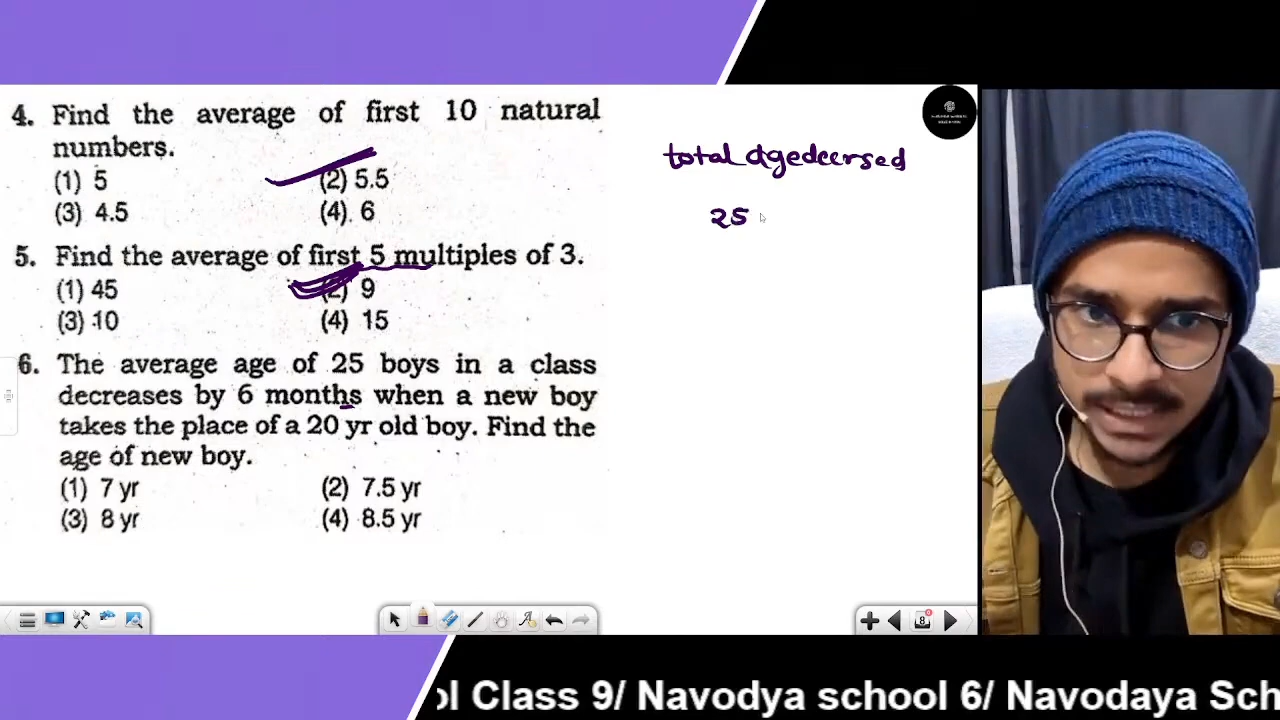 4. Find the average of first 10 natural
numbers.
(1) 5 (2) 5.5
(3) 4.5 (4) 6
5. Find the average of first 5 multiples of 3.
(1) 45 (2) 9
(3) 10 (4) 15
6. The average age of 25 boys in a class
decreases by 6 months when a new boy
takes the place of a 20 yr old boy. Find the
age of new boy.
(1) 7 yr (2) 7.5 yr
(3) 8 yr (4) 8.5 yr
total agedecrsed
25
8
ol Class 9/ Navodya school 6/ Navodaya Sch